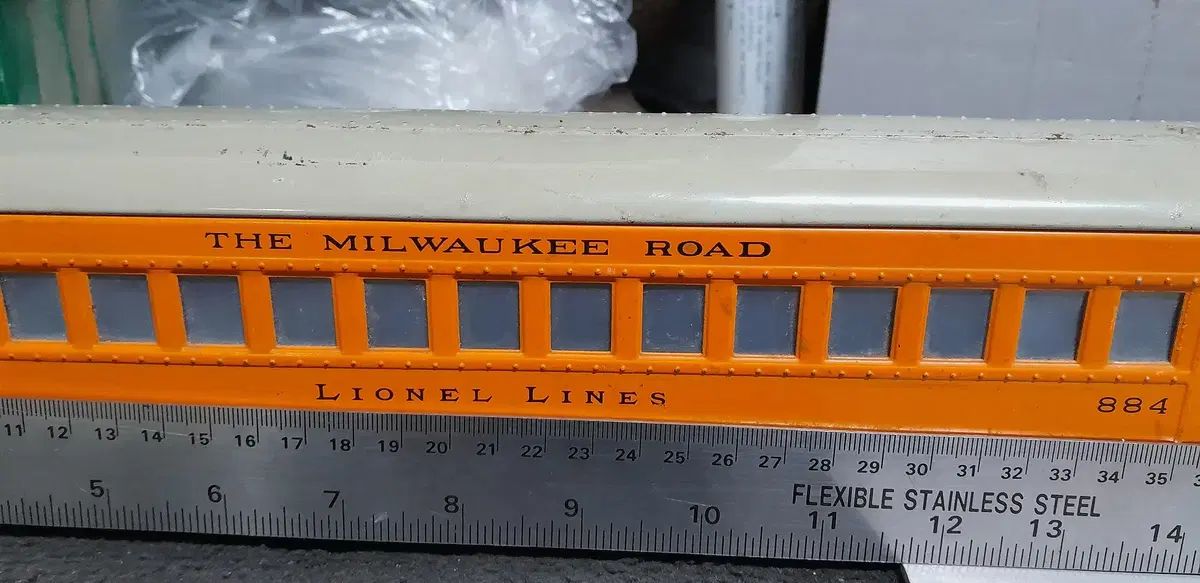 THE MILWAUKEE ROAD
LIONEL LINES
884
11 12 13 14 15 16 17 18 19 20 21 22 23 24 25 26 27 28 29 30 31 32 33 34 35
FLEXIBLE STAINLESS STEEL
5 6 7 8 9 10 11 12 13 14